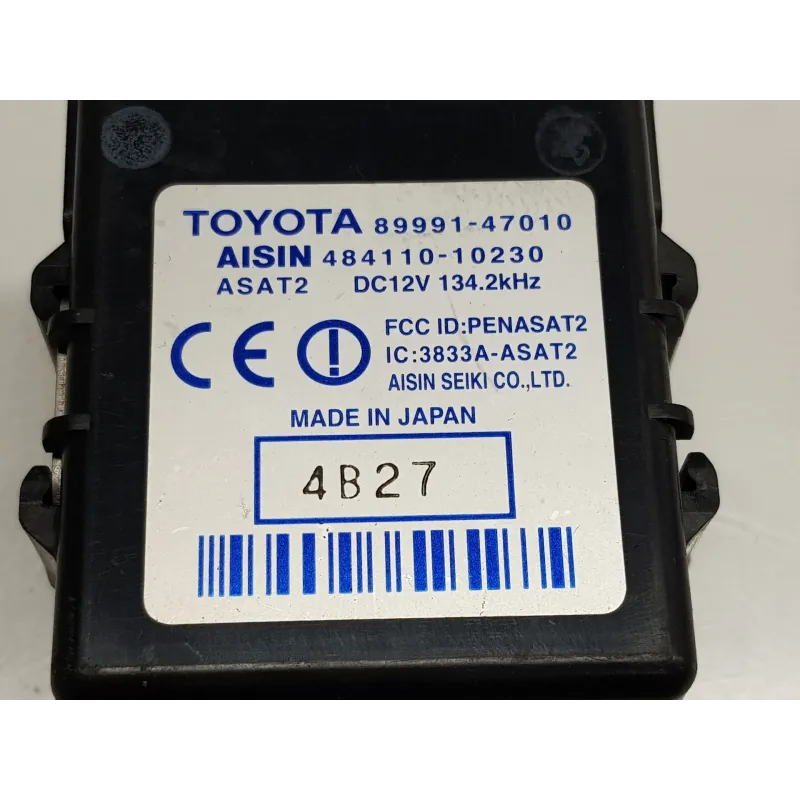 TOYOTA 89991-47010
AISIN 484110-10230
ASAT2 DC12V 134.2kHz
CE
FCC ID:PENASAT2
IC:3833A-ASAT2
AISIN SEIKI CO.,LTD.
MADE IN JAPAN
4B27